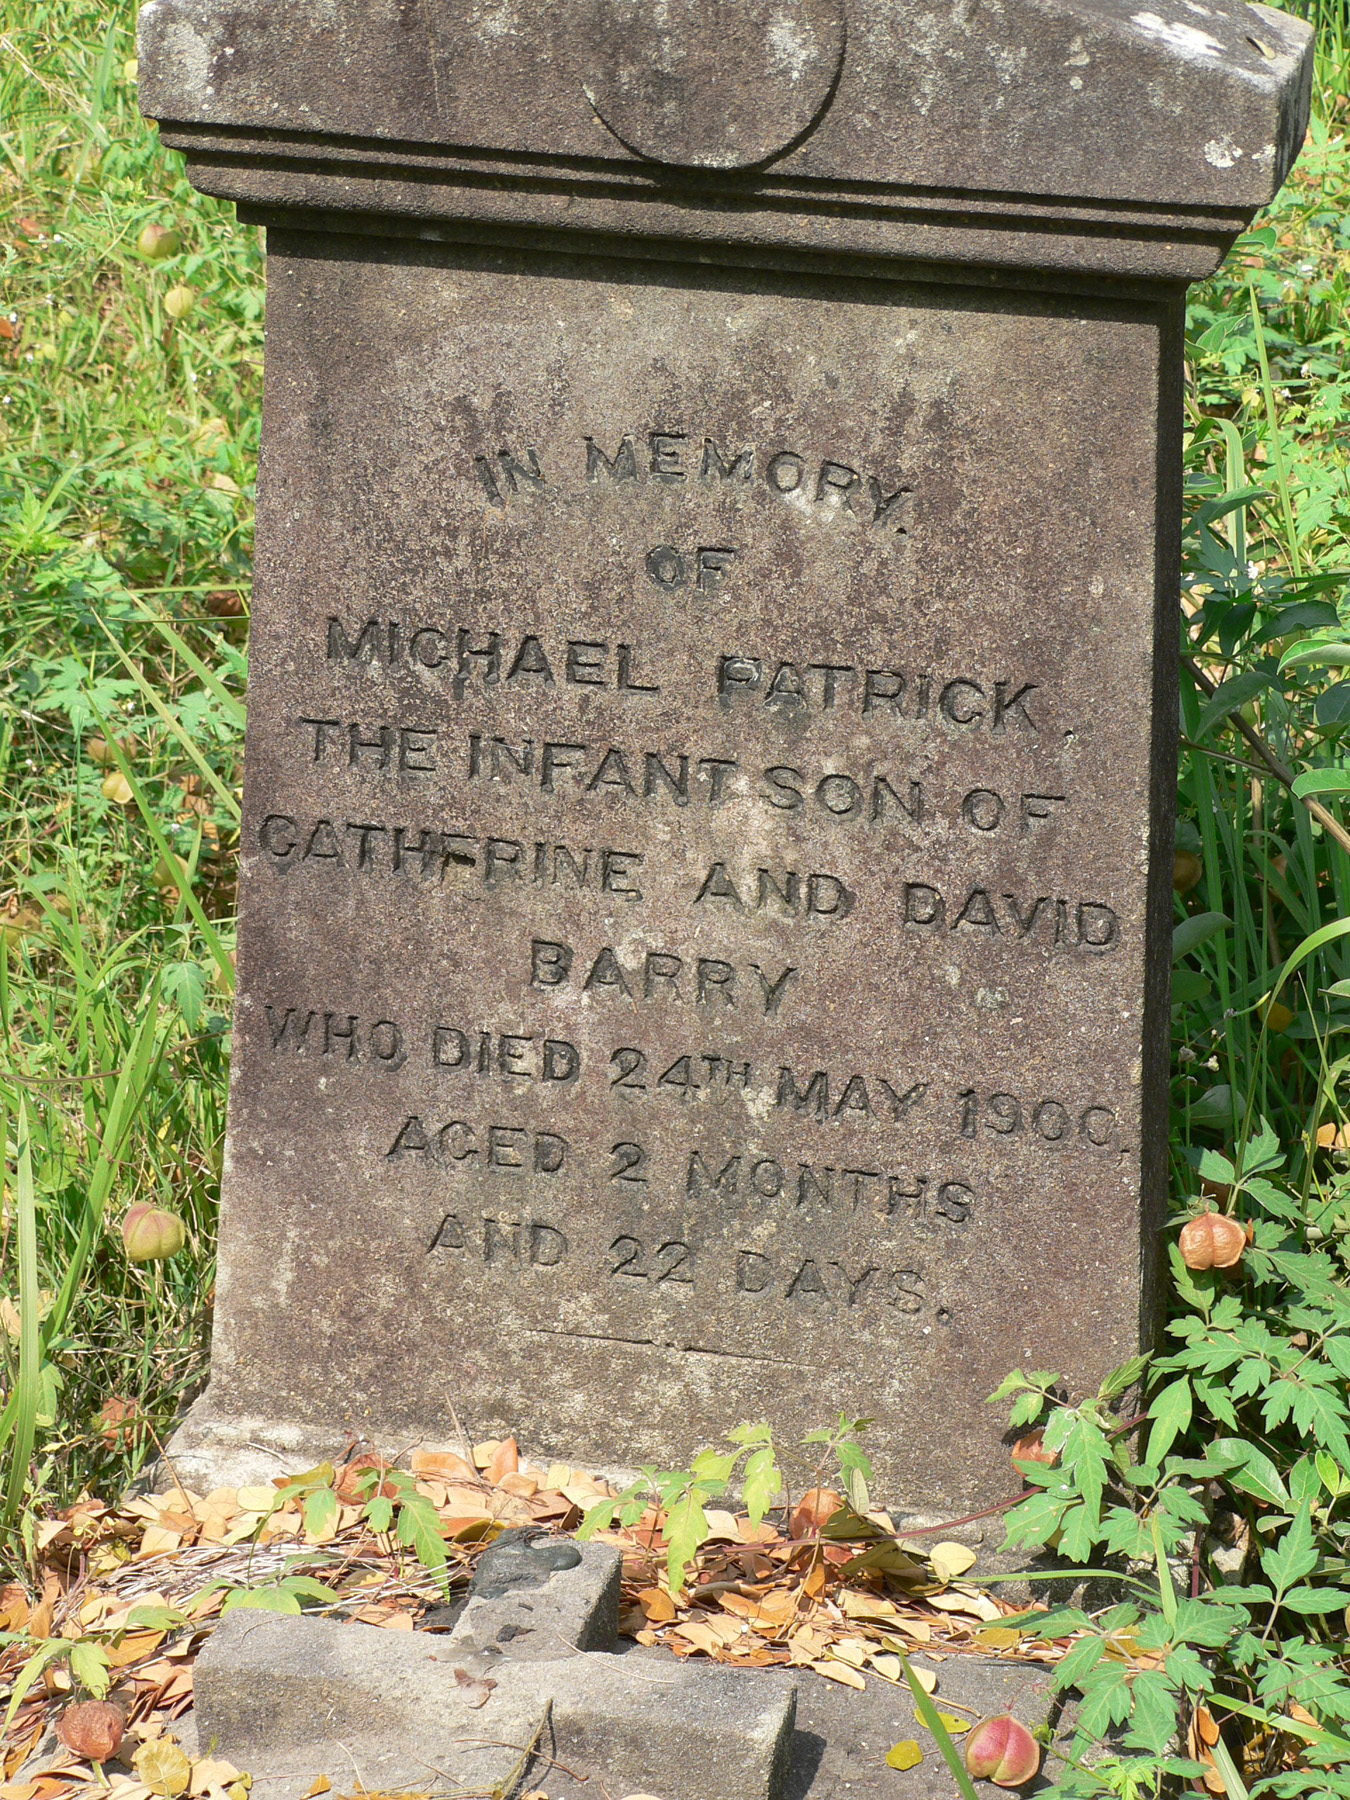 IN MEMORY.
OF
MICHAEL PATRICK,
THE INFANT SON OF
CATHERINE AND DAVID
BARRY
WHO DIED 24TH MAY 1900,
AGED 2 MONTHS
AND 22 DAYS.